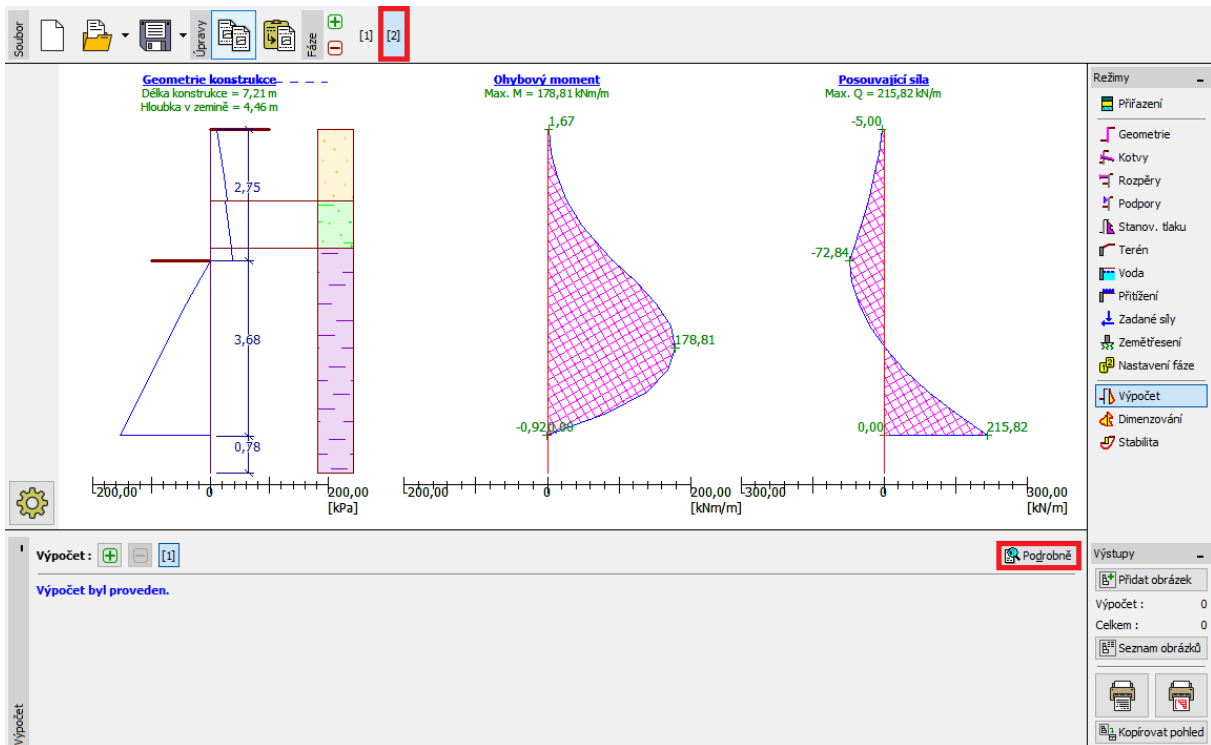 Soubor
Úpravy
Fáze
[1]
[2]
Geometrie konstrukce
Délka konstrukce = 7,21 m
Hloubka v zemině = 4,46 m
2,75
3,68
0,78
-200,00
0
200,00
[kPa]
Ohybový moment
Max. M = 178,81 kNm/m
1,67
178,81
-0,92
0,00
-200,00
0
200,00
[kNm/m]
Posouvající síla
Max. Q = 215,82 kN/m
-5,00
-72,84
0,00
215,82
-300,00
0
300,00
[kN/m]
Režimy
Přiřazení
Geometrie
Kotvy
Rozpěry
Podpory
Stanov. tlaku
Terén
Voda
Přitížení
Zadané síly
Zemětřesení
Nastavení fáze
Výpočet
Dimenzování
Stabilita
Výpočet :
[1]
Podrobně
Výpočet byl proveden.
Výpočet
Výstupy
Přidat obrázek
Výpočet : 0
Celkem : 0
Seznam obrázků
Kopírovat pohled